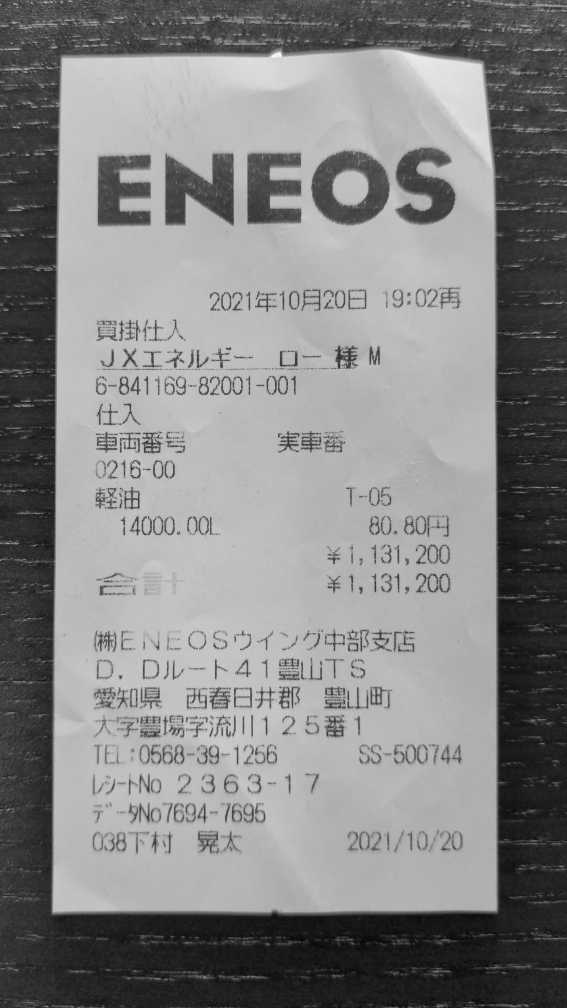 ENEOS
2021年10月20日 19:02再
買掛仕入
ＪＸエネルギー　ロー 様 M
6-841169-82001-001
仕入
車両番号　実車番
0216-00
軽油　T-05
14000.00L　80.80円
￥1,131,200
合計　￥1,131,200
㈱ＥＮＥＯＳウイング中部支店
Ｄ．Ｄルート４１豊山ＴＳ
愛知県　西春日井郡　豊山町
大字豊場字流川１２５番１
TEL:0568-39-1256　SS-500744
ﾚｼｰﾄNo ２３６３-１７
ﾃﾞｰﾀNo7694-7695
038下村　晃太　2021/10/20